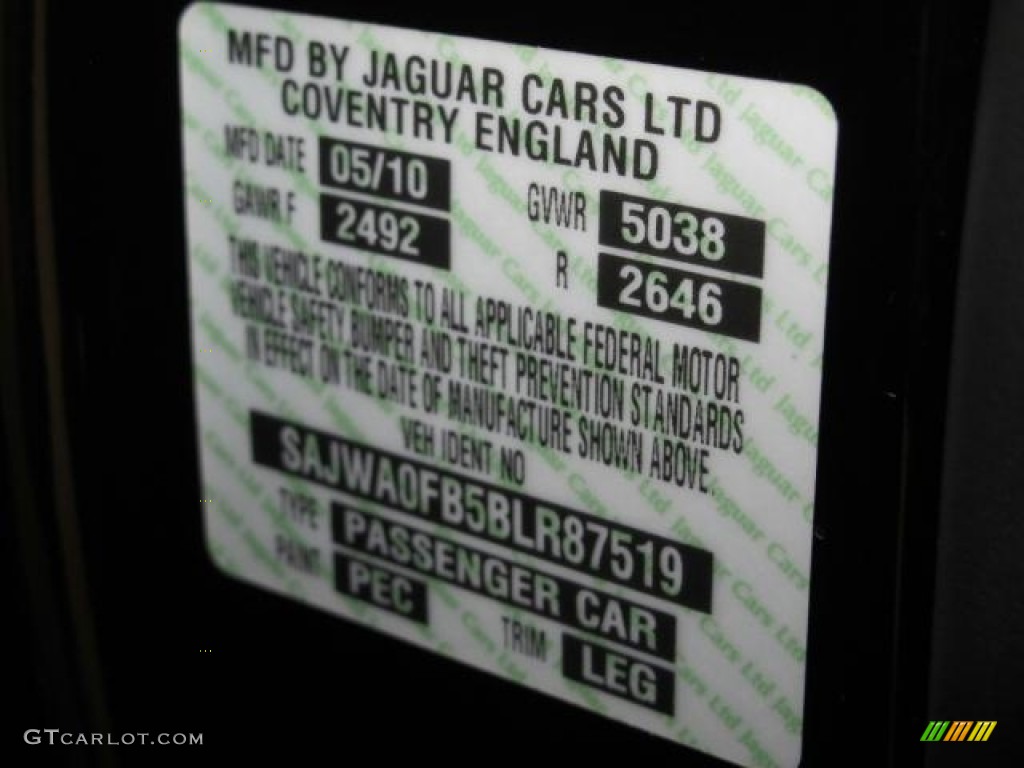 MFD BY JAGUAR CARS LTD
COVENTRY ENGLAND
MFD DATE 05/10 GVWR 5038
GAWR F 2492 R 2646
THIS VEHICLE CONFORMS TO ALL APPLICABLE FEDERAL MOTOR
VEHICLE SAFETY BUMPER AND THEFT PREVENTION STANDARDS
IN EFFECT ON THE DATE OF MANUFACTURE SHOWN ABOVE.
VEH IDENT NO
SAJWA0FB5BLR87519
TYPE PASSENGER CAR
PAINT PEC TRIM LEG
GTCARLOT.COM